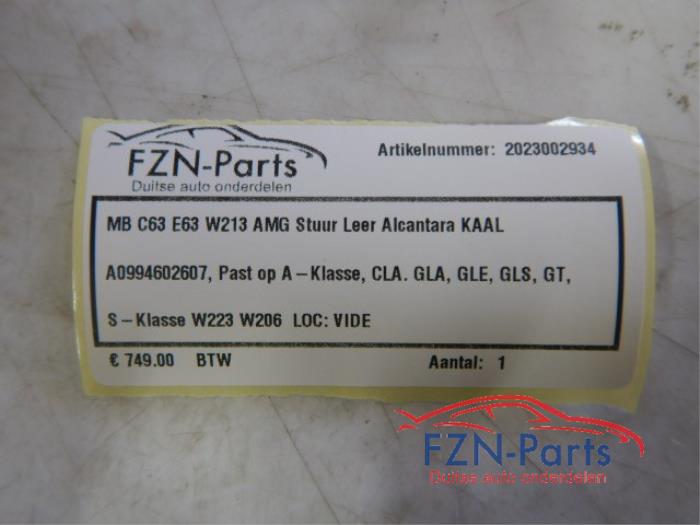 FZN-Parts
Duitse auto onderdelen
Artikelnummer: 2023002934
MB C63 E63 W213 AMG Stuur Leer Alcantara KAAL
A0994602607, Past op A-Klasse, CLA. GLA, GLE, GLS, GT,
S-Klasse W223 W206 LOC: VIDE
€ 749.00 BTW
Aantal: 1
FZN-Parts
Duitse auto onderdelen